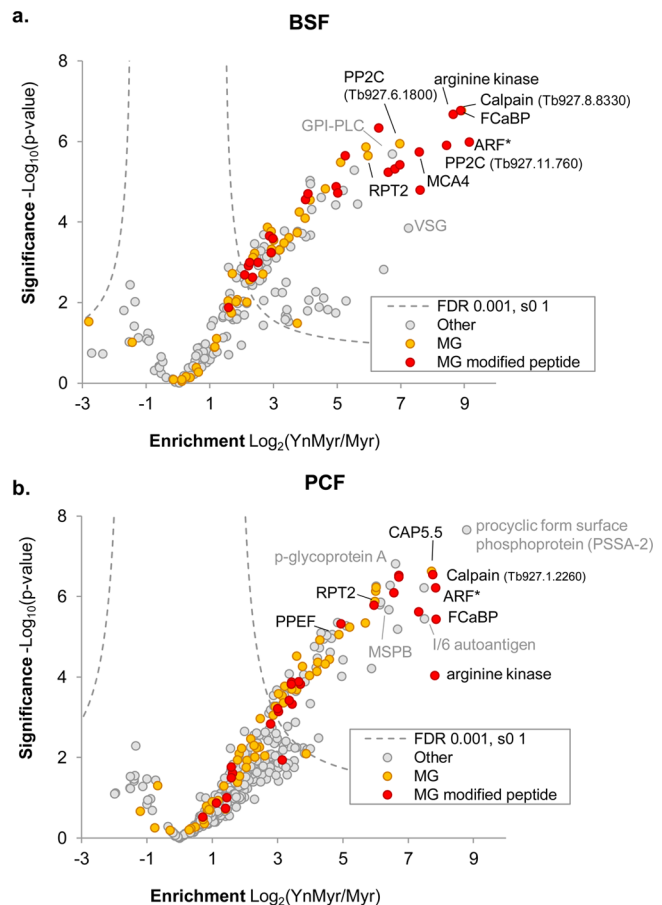 a.
BSF
8
6
4
2
0
-3
-1
1
3
5
7
9
Significance -Log₁₀(p-value)
Enrichment Log₂(YnMyr/Myr)
PP2C
(Tb927.6.1800)
GPI-PLC
RPT2
arginine kinase
Calpain (Tb927.8.8330)
FCaBP
ARF*
PP2C (Tb927.11.760)
MCA4
VSG
FDR 0.001, s0 1
Other
MG
MG modified peptide
b.
PCF
8
6
4
2
0
-3
-1
1
3
5
7
9
Significance -Log₁₀(p-value)
Enrichment Log₂(YnMyr/Myr)
CAP5.5
procyclic form surface
phosphoprotein (PSSA-2)
p-glycoprotein A
RPT2
PPEF
MSPB
Calpain (Tb927.1.2260)
ARF*
FCaBP
I/6 autoantigen
arginine kinase
FDR 0.001, s0 1
Other
MG
MG modified peptide